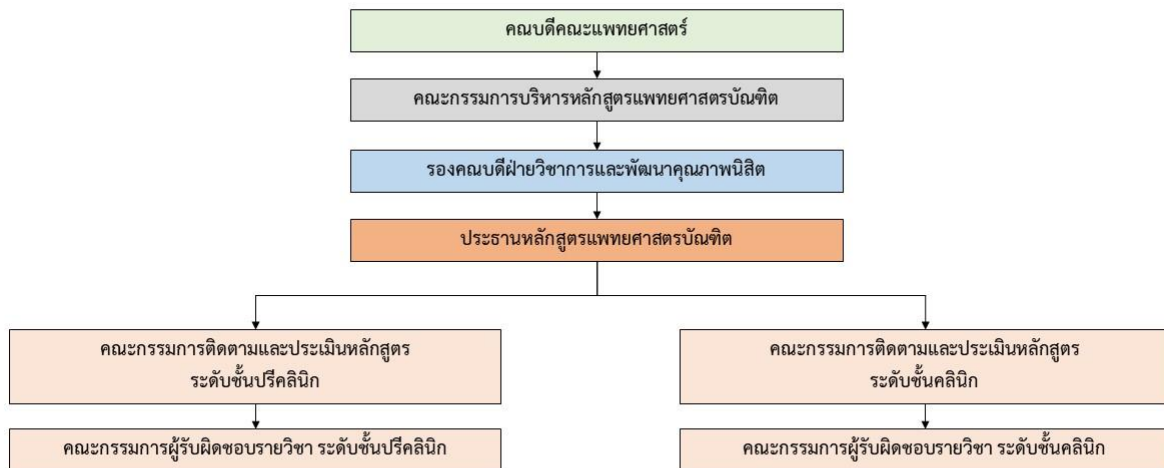 คณบดีคณะแพทยศาสตร์
คณะกรรมการบริหารหลักสูตรแพทยศาสตรบัณฑิต
รองคณบดีฝ่ายวิชาการและพัฒนาคุณภาพนิสิต
ประธานหลักสูตรแพทยศาสตรบัณฑิต
คณะกรรมการติดตามและประเมินหลักสูตร
ระดับชั้นปรีคลินิก
คณะกรรมการติดตามและประเมินหลักสูตร
ระดับชั้นคลินิก
คณะกรรมการผู้รับผิดชอบรายวิชา ระดับชั้นปรีคลินิก
คณะกรรมการผู้รับผิดชอบรายวิชา ระดับชั้นคลินิก